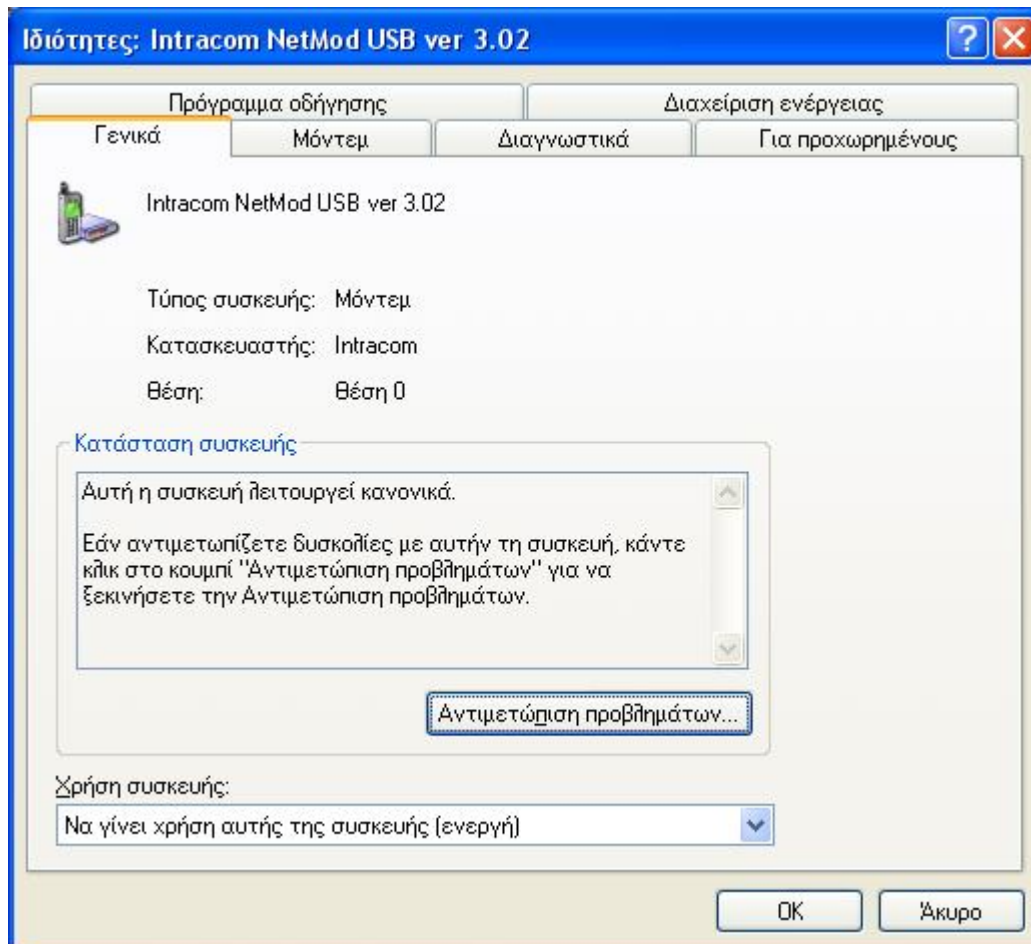 Ιδιότητες: Intracom NetMod USB ver 3.02
Πρόγραμμα οδήγησης
Διαχείριση ενέργειας
Γενικά
Μόντεμ
Διαγνωστικά
Για προχωρημένους
Intracom NetMod USB ver 3.02
Τύπος συσκευής: Μόντεμ
Κατασκευαστής: Intracom
Θέση: Θέση 0
Κατάσταση συσκευής
Αυτή η συσκευή λειτουργεί κανονικά.
Εάν αντιμετωπίζετε δυσκολίες με αυτήν τη συσκευή, κάντε
κλικ στο κουμπί "Αντιμετώπιση προβλημάτων" για να
ξεκινήσετε την Αντιμετώπιση προβλημάτων.
Αντιμετώπιση προβλημάτων...
Χρήση συσκευής:
Να γίνει χρήση αυτής της συσκευής (ενεργή)
OK
Άκυρο